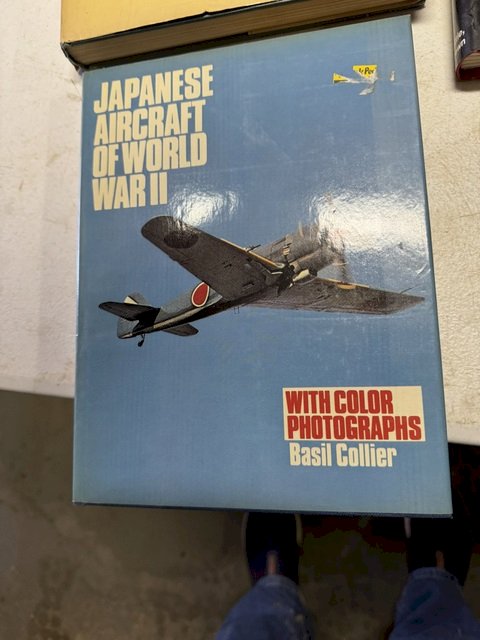 JAPANESE
AIRCRAFT
OF WORLD
WAR II
WITH COLOR
PHOTOGRAPHS
Basil Collier